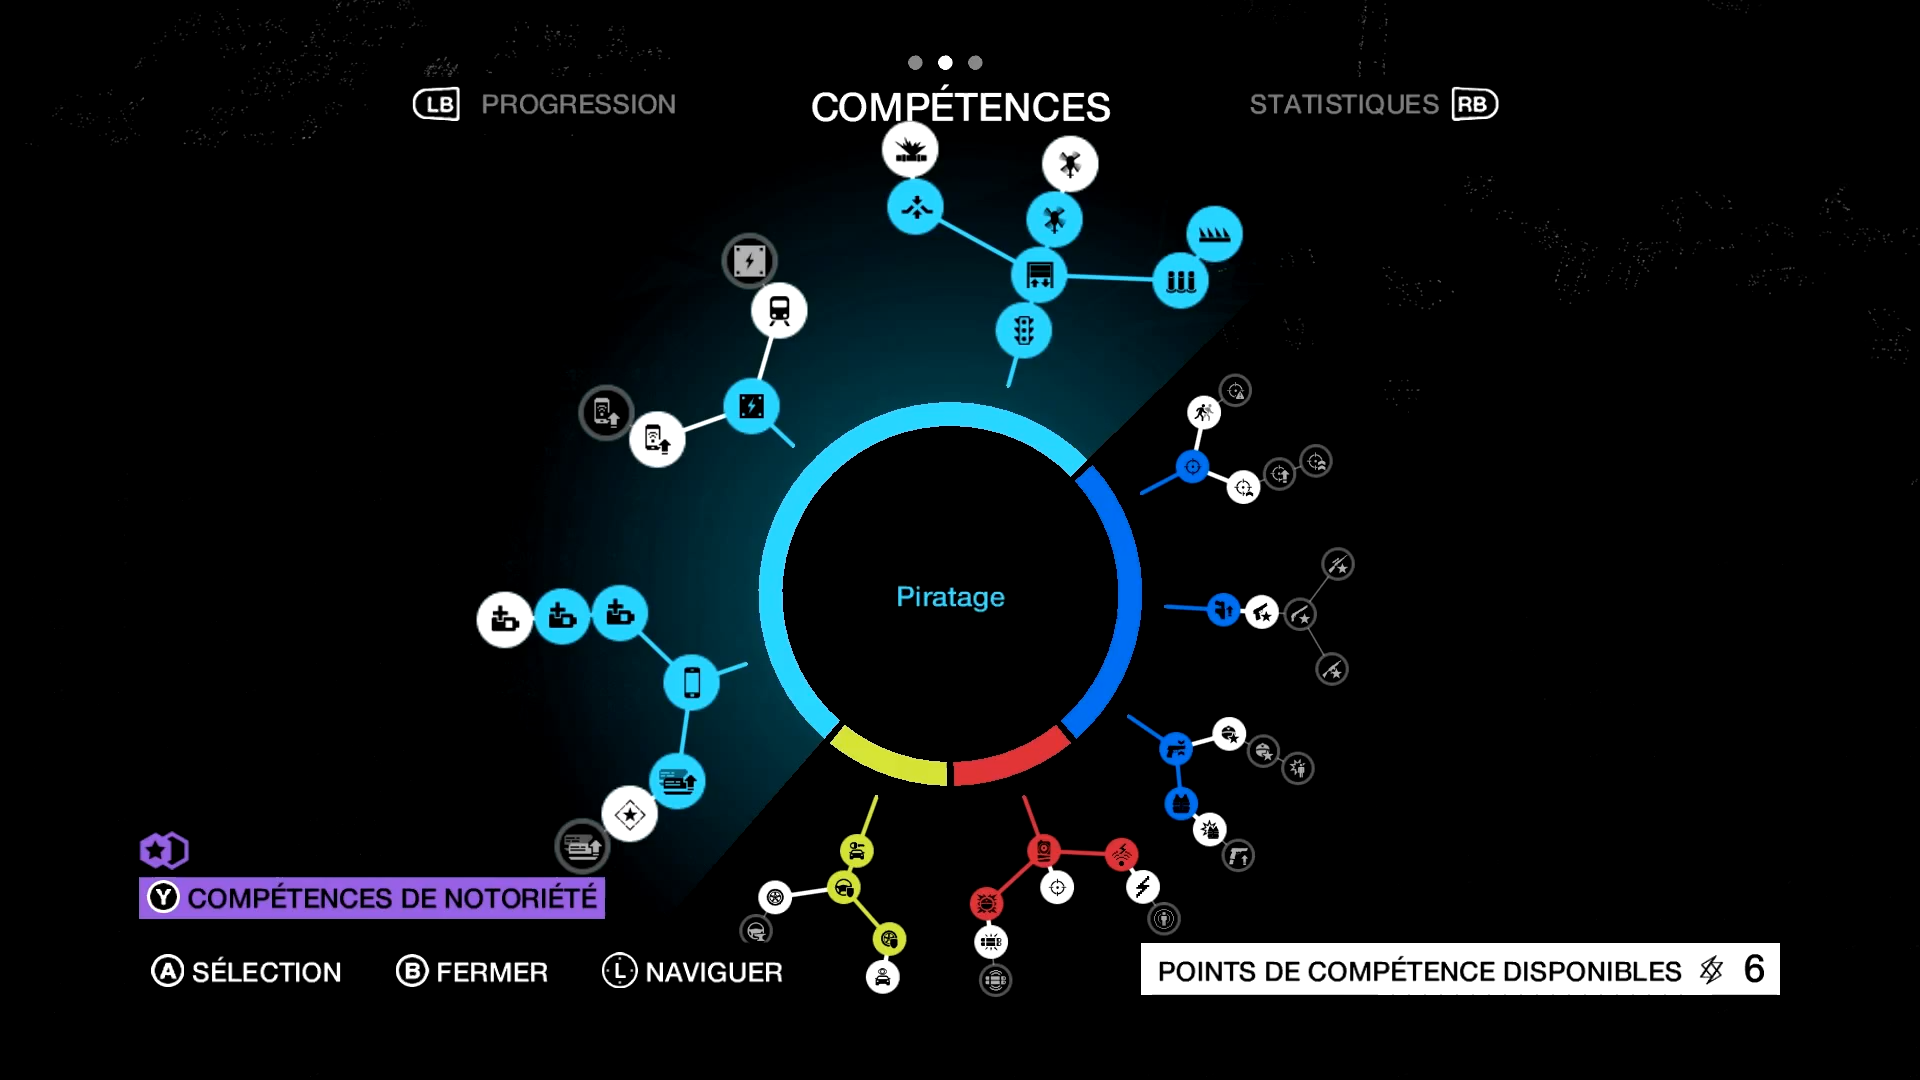 LB PROGRESSION COMPÉTENCES STATISTIQUES RB
Piratage
Y COMPÉTENCES DE NOTORIÉTÉ
A SÉLECTION B FERMER L NAVIGUER
POINTS DE COMPÉTENCE DISPONIBLES 6